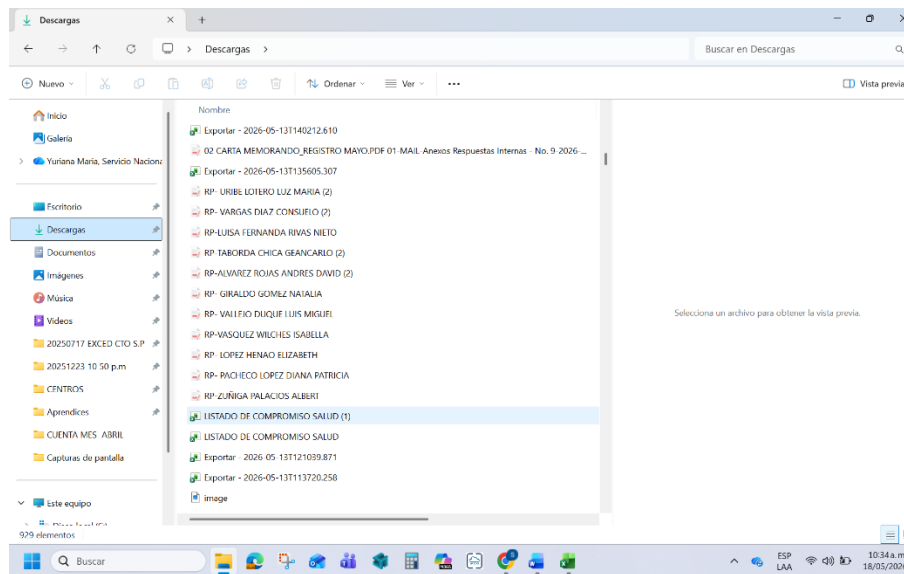 Descargas
Descargas
Buscar en Descargas
Nuevo
Ordenar
Ver
Vista previa
Inicio
Galería
Yuriana Maria, Servicio Naciona
Escritorio
Descargas
Documentos
Imágenes
Música
Videos
20250717 EXCED CTO S.P
20251223 10 50 p.m
CENTROS
Aprendices
CUENTA MES ABRIL
Capturas de pantalla
Este equipo
Nombre
Exportar - 2026-05-13T140212.610
02 CARTA MEMORANDO_REGISTRO MAYO.PDF 01-MAIL-Anexos Respuestas Internas - No. 9-2026-...
Exportar - 2026-05-13T135605.307
RP- URIBE LOTERO LUZ MARIA (2)
RP- VARGAS DIAZ CONSUELO (2)
RP-LUISA FERNANDA RIVAS NIETO
RP-TABORDA CHICA GEANCARLO (2)
RP-ALVAREZ ROJAS ANDRES DAVID (2)
RP- GIRALDO GOMEZ NATALIA
RP- VALLEJO DUQUE LUIS MIGUEL
RP-VASQUEZ WILCHES ISABELLA
RP- LOPEZ HENAO ELIZABETH
RP- PACHECO LOPEZ DIANA PATRICIA
RP-ZUÑIGA PALACIOS ALBERT
LISTADO DE COMPROMISO SALUD (1)
LISTADO DE COMPROMISO SALUD
Exportar - 2026-05-13T121039.871
Exportar - 2026-05-13T113720.258
image
Selecciona un archivo para obtener la vista previa.
929 elementos
Buscar
ESP
LAA
10:34 a.m
18/05/2026